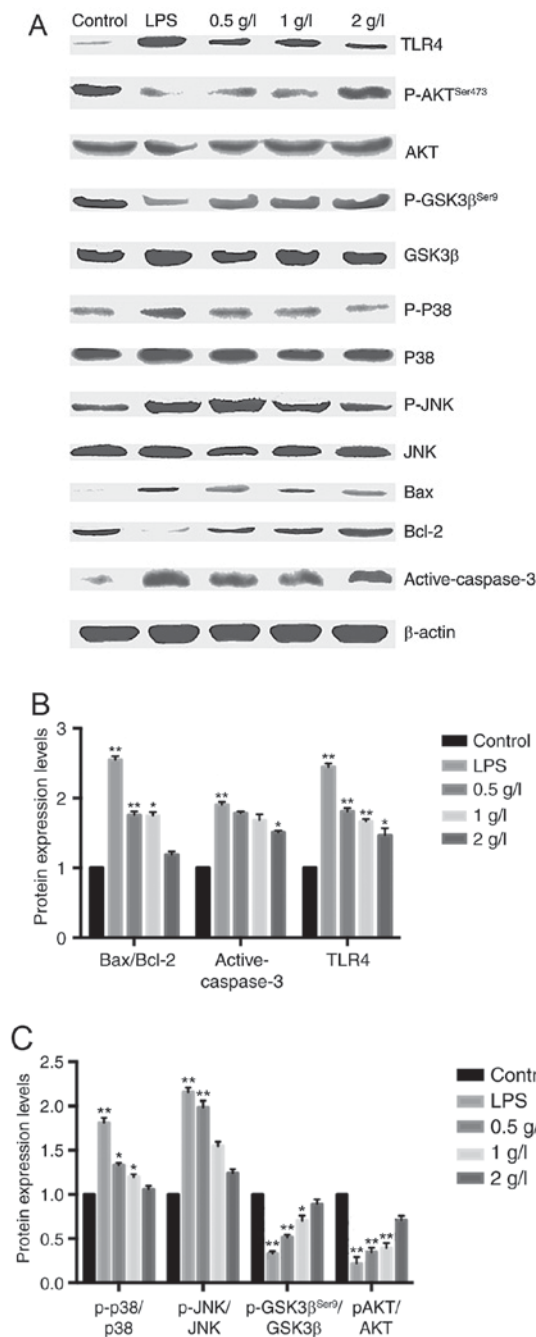 A
Control LPS 0.5 g/l 1 g/l 2 g/l
TLR4
P-AKTSer473
AKT
P-GSK3βSer9
GSK3β
P-P38
P38
P-JNK
JNK
Bax
Bcl-2
Active-caspase-3
β-actin
B
Protein expression levels
3
2
1
0
** ** * ** * ** ** ** *
Bax/Bcl-2 Active-caspase-3 TLR4
Control
LPS
0.5 g/l
1 g/l
2 g/l
C
Protein expression levels
2.5
2.0
1.5
1.0
0.5
0.0
** * * ** ** ** ** * ** ** **
p-p38/ p-JNK/ p-GSK3βSer9/ pAKT/
p38 JNK GSK3β AKT
Contr
LPS
0.5 g/
1 g/l
2 g/l